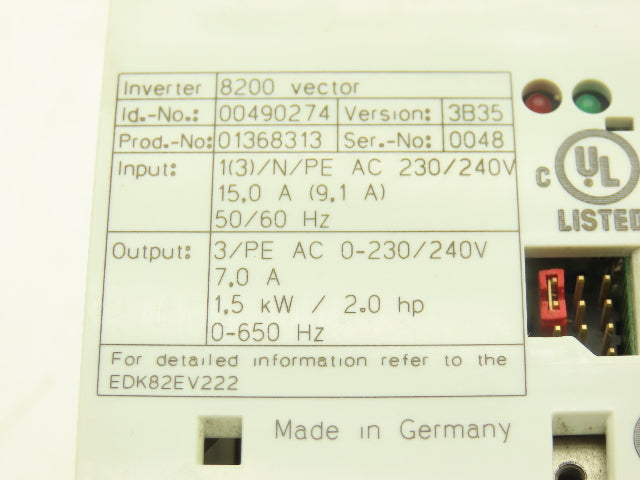 Inverter 8200 vector
Id.-No.: 00490274 Version: 3B35
Prod.-No: 01368313 Ser.-No: 0048
Input: 1(3)/N/PE AC 230/240V
15,0 A (9,1 A)
50/60 Hz
Output: 3/PE AC 0-230/240V
7,0 A
1,5 kW / 2.0 hp
0-650 Hz
For detailed information refer to the
EDK82EV222
Made in Germany
C UL
LISTED